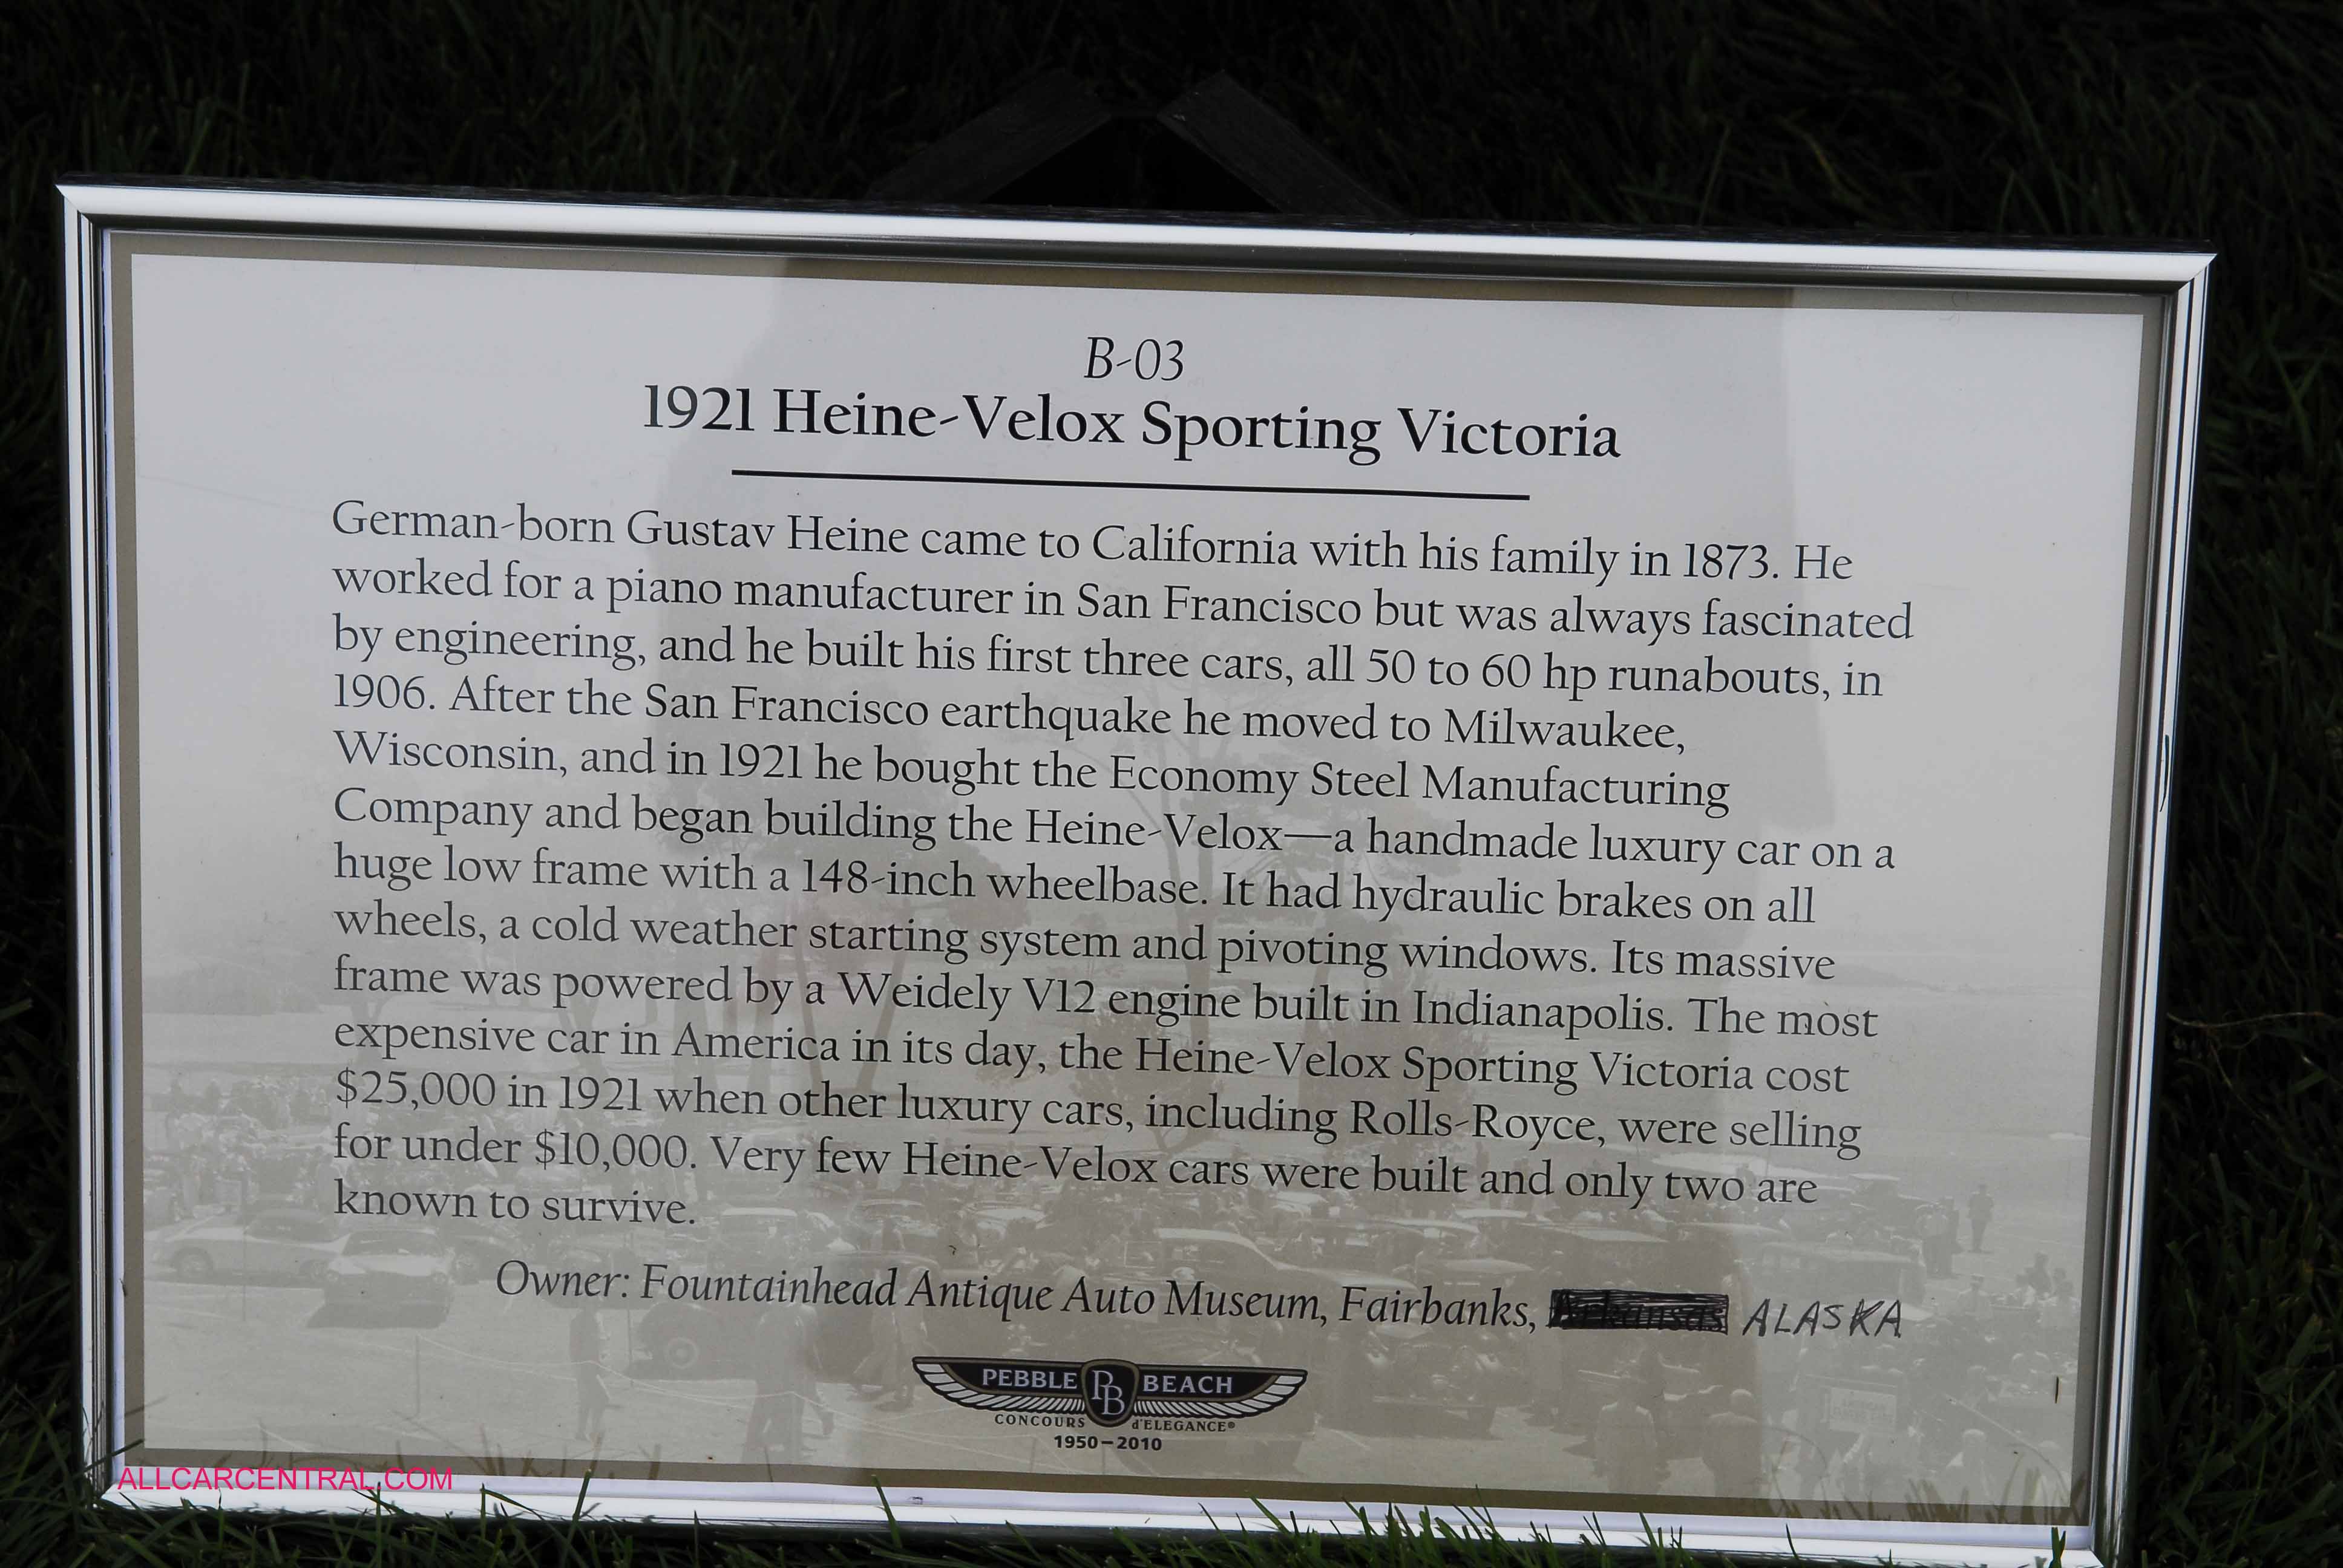 B-03
1921 Heine-Velox Sporting Victoria
German-born Gustav Heine came to California with his family in 1873. He
worked for a piano manufacturer in San Francisco but was always fascinated
by engineering, and he built his first three cars, all 50 to 60 hp runabouts, in
1906. After the San Francisco earthquake he moved to Milwaukee,
Wisconsin, and in 1921 he bought the Economy Steel Manufacturing
Company and began building the Heine-Velox—a handmade luxury car on a
huge low frame with a 148-inch wheelbase. It had hydraulic brakes on all
wheels, a cold weather starting system and pivoting windows. Its massive
frame was powered by a Weidely V12 engine built in Indianapolis. The most
expensive car in America in its day, the Heine-Velox Sporting Victoria cost
$25,000 in 1921 when other luxury cars, including Rolls-Royce, were selling
for under $10,000. Very few Heine-Velox cars were built and only two are
known to survive.
Owner: Fountainhead Antique Auto Museum, Fairbanks, Arkansas ALASKA
PEBBLE PB BEACH
CONCOURS d'ELEGANCE®
1950–2010
ALLCARCENTRAL.COM